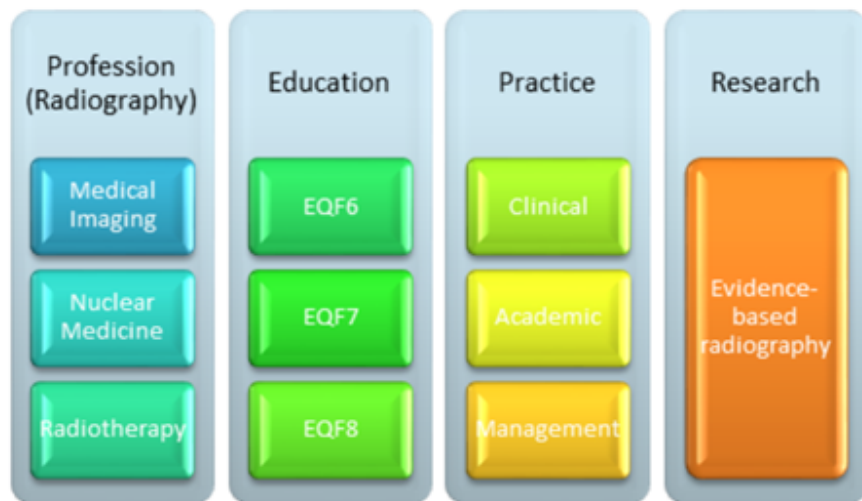 Profession
(Radiography)
Medical
Imaging
Nuclear
Medicine
Radiotherapy
Education
EQF6
EQF7
EQF8
Practice
Clinical
Academic
Management
Research
Evidence-
based
radiography